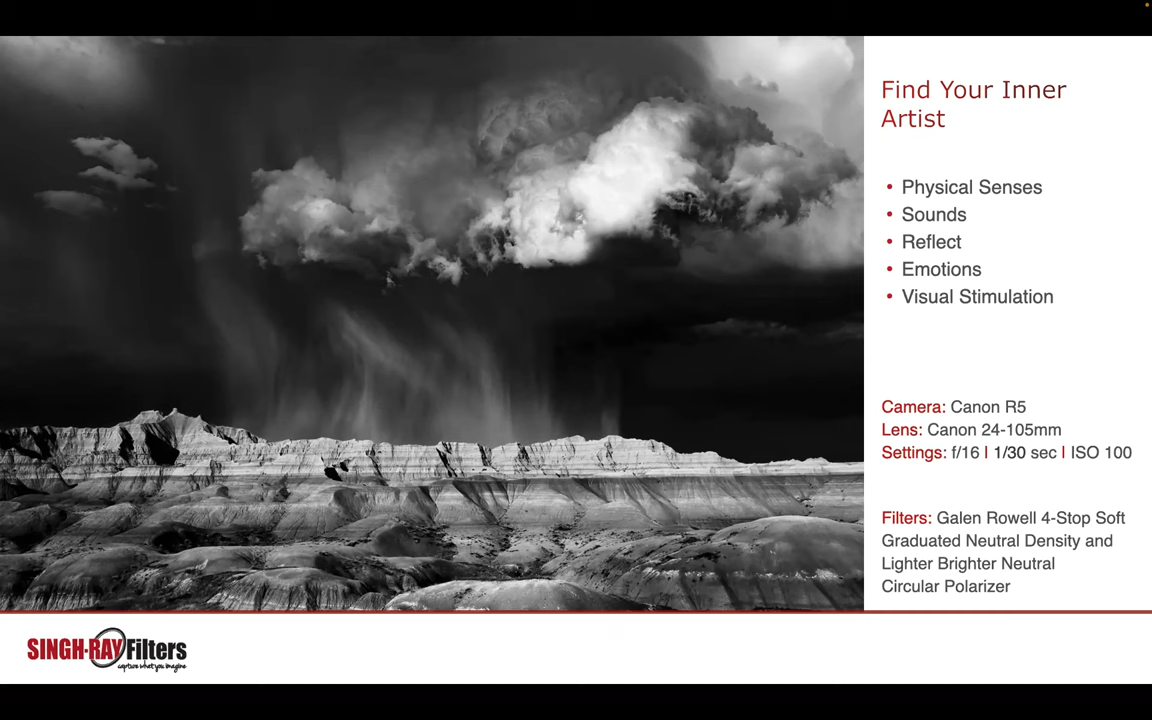 Find Your Inner
Artist
• Physical Senses
• Sounds
• Reflect
• Emotions
• Visual Stimulation
Camera: Canon R5
Lens: Canon 24-105mm
Settings: f/16 | 1/30 sec | ISO 100
Filters: Galen Rowell 4-Stop Soft
Graduated Neutral Density and
Lighter Brighter Neutral
Circular Polarizer
SINGH-RAY Filters
capture what you imagine